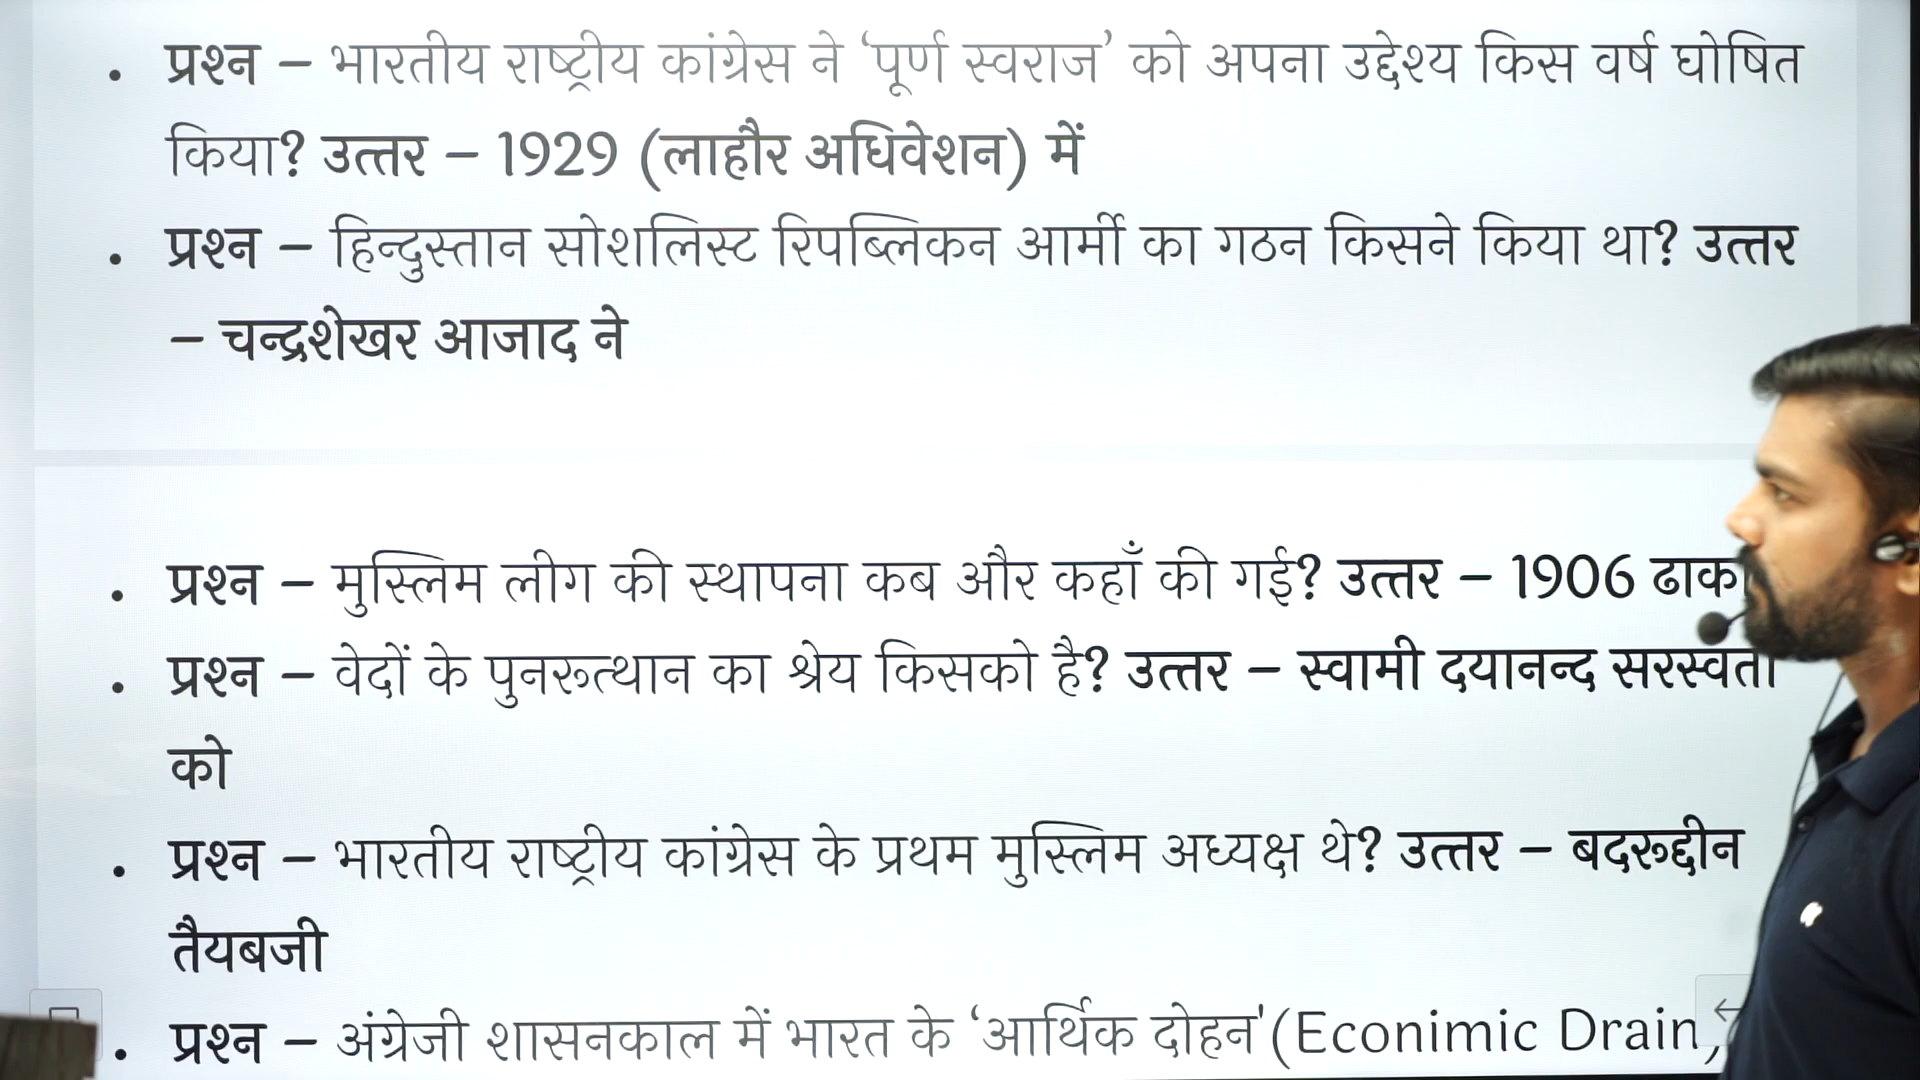 • प्रश्न – भारतीय राष्ट्रीय कांग्रेस ने ‘पूर्ण स्वराज’ को अपना उद्देश्य किस वर्ष घोषित
किया? उत्तर – 1929 (लाहौर अधिवेशन) में
• प्रश्न – हिन्दुस्तान सोशलिस्ट रिपब्लिकन आर्मी का गठन किसने किया था? उत्तर
– चन्द्रशेखर आजाद ने
• प्रश्न – मुस्लिम लीग की स्थापना कब और कहाँ की गई? उत्तर – 1906 ढाका
• प्रश्न – वेदों के पुनरुत्थान का श्रेय किसको है? उत्तर – स्वामी दयानन्द सरस्वती
को
• प्रश्न – भारतीय राष्ट्रीय कांग्रेस के प्रथम मुस्लिम अध्यक्ष थे? उत्तर – बदरुद्दीन
तैयबजी
• प्रश्न – अंग्रेजी शासनकाल में भारत के ‘आर्थिक दोहन'(Econimic Drain,